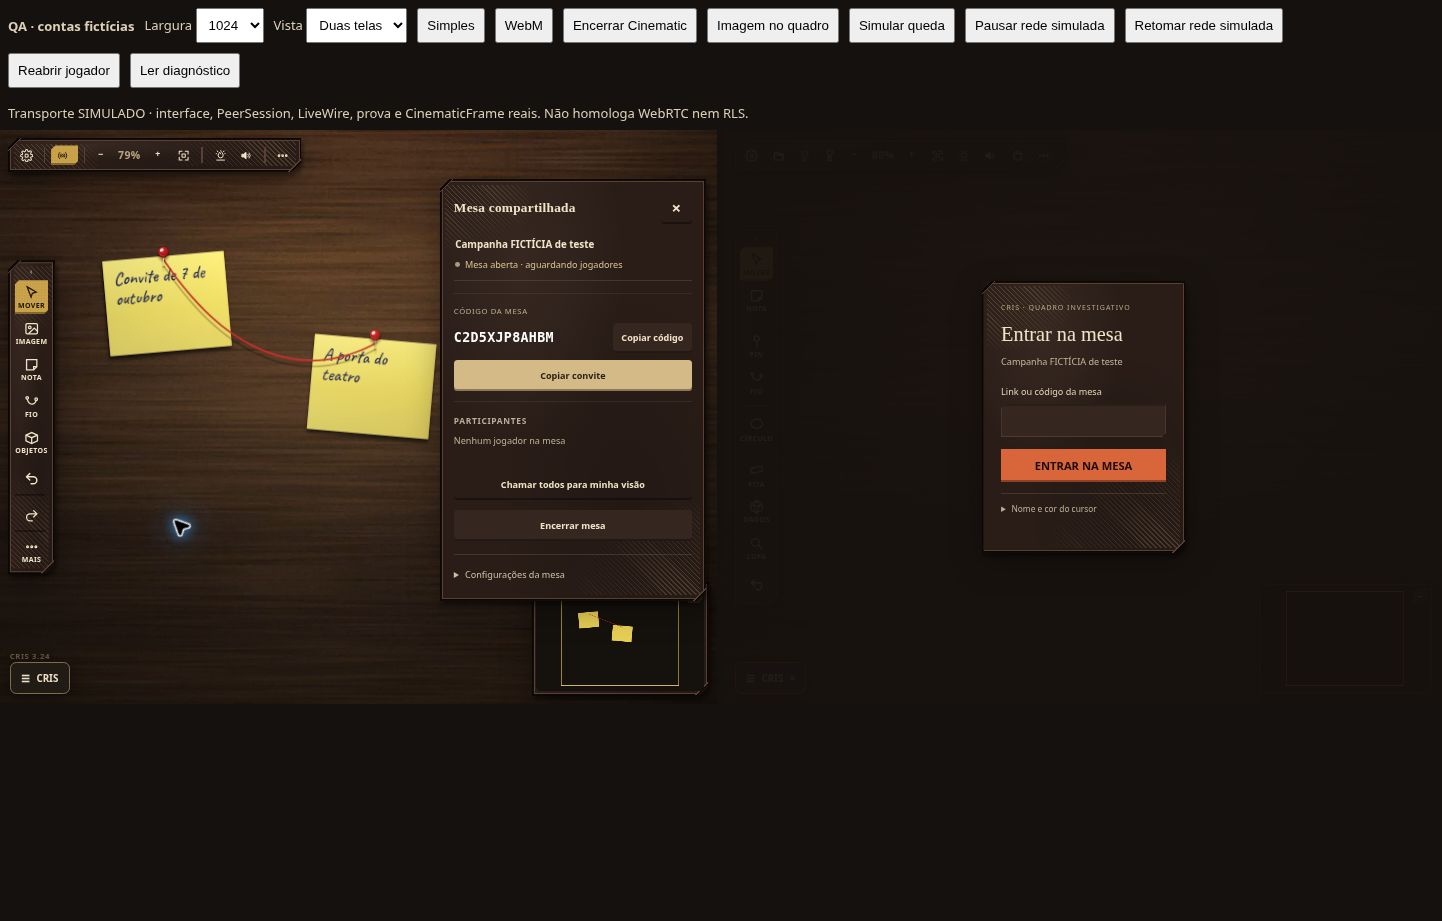 QA · contas fictícias Largura 1024 Vista Duas telas Simples WebM Encerrar Cinematic Imagem no quadro Simular queda Pausar rede simulada Retomar rede simulada
Reabrir jogador Ler diagnóstico
Transporte SIMULADO · interface, PeerSession, LiveWire, prova e CinematicFrame reais. Não homologa WebRTC nem RLS.
− 79% +
Convite de 7 de
outubro
A porta do
teatro
MOVER
IMAGEM
NOTA
FIO
OBJETOS
MAIS
CRIS 3.24
CRIS
Mesa compartilhada
Campanha FICTÍCIA de teste
Mesa aberta · aguardando jogadores
CÓDIGO DA MESA
C2D5XJP8AHBM Copiar código
Copiar convite
PARTICIPANTES
Nenhum jogador na mesa
Chamar todos para minha visão
Encerrar mesa
Configurações da mesa
MOVER
NOTA
PIN
FIO
CÍRCULO
CRIS
CRIS · QUADRO INVESTIGATIVO
Entrar na mesa
Campanha FICTÍCIA de teste
Link ou código da mesa
ENTRAR NA MESA
Nome e cor do cursor